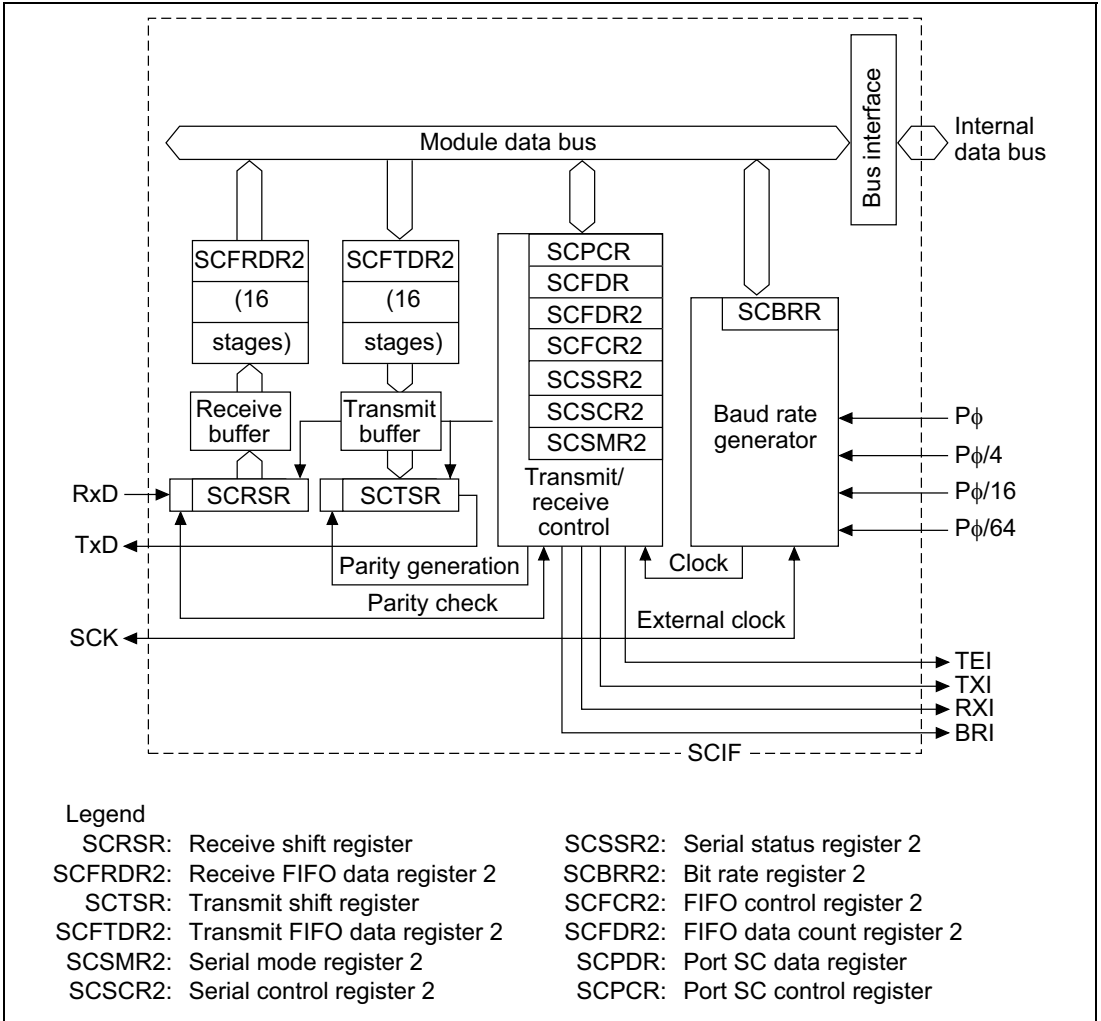 Bus interface
Internal
data bus
Module data bus
SCFRDR2
(16
stages)
SCFTDR2
(16
stages)
SCPCR
SCFDR
SCFDR2
SCFCR2
SCSSR2
SCSCR2
SCSMR2
Transmit/
receive
control
SCBRR
Baud rate
generator
Receive
buffer
Transmit
buffer
Pϕ
Pϕ/4
Pϕ/16
Pϕ/64
RxD
SCRSR
SCTSR
TxD
Parity generation
Clock
Parity check
External clock
SCK
TEI
TXI
RXI
BRI
SCIF
Legend
SCRSR: Receive shift register
SCFRDR2: Receive FIFO data register 2
SCTSR: Transmit shift register
SCFTDR2: Transmit FIFO data register 2
SCSMR2: Serial mode register 2
SCSCR2: Serial control register 2
SCSSR2: Serial status register 2
SCBRR2: Bit rate register 2
SCFCR2: FIFO control register 2
SCFDR2: FIFO data count register 2
SCPDR: Port SC data register
SCPCR: Port SC control register